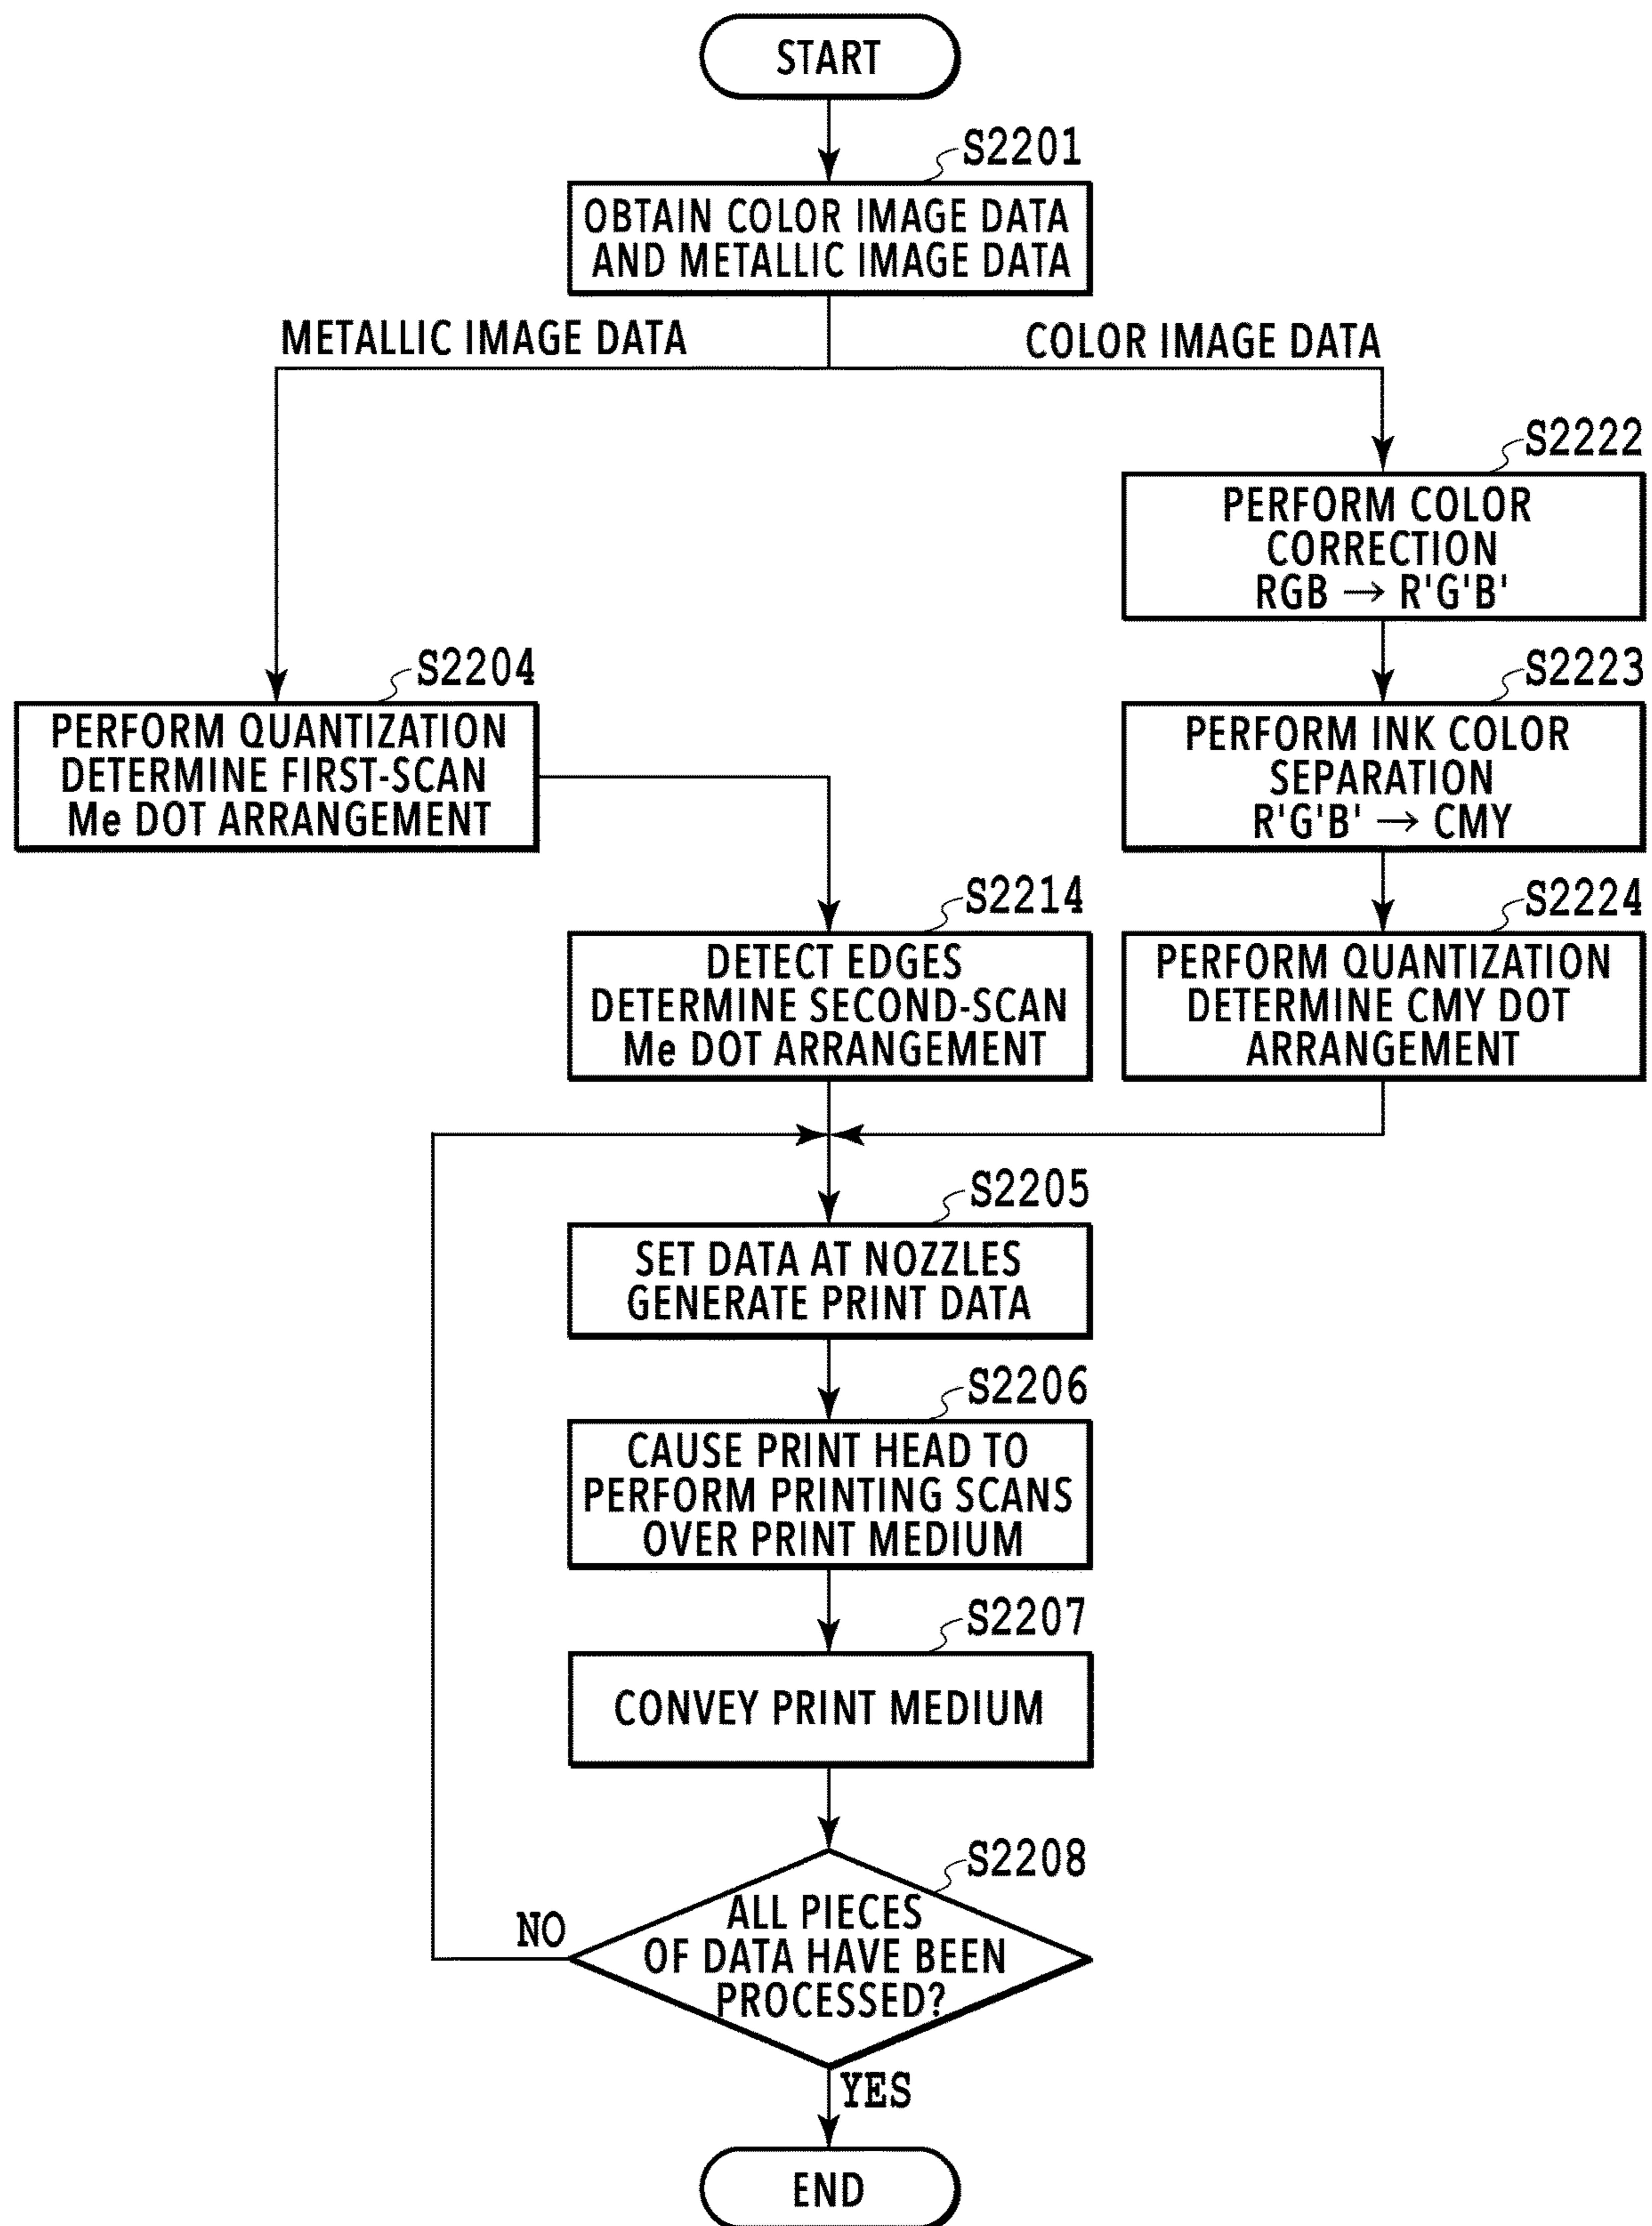 START
S2201
OBTAIN COLOR IMAGE DATA
AND METALLIC IMAGE DATA
METALLIC IMAGE DATA
COLOR IMAGE DATA
S2222
PERFORM COLOR
CORRECTION
RGB → R'G'B'
S2204
PERFORM QUANTIZATION
DETERMINE FIRST-SCAN
Me DOT ARRANGEMENT
S2223
PERFORM INK COLOR
SEPARATION
R'G'B' → CMY
S2214
DETECT EDGES
DETERMINE SECOND-SCAN
Me DOT ARRANGEMENT
S2224
PERFORM QUANTIZATION
DETERMINE CMY DOT
ARRANGEMENT
S2205
SET DATA AT NOZZLES
GENERATE PRINT DATA
S2206
CAUSE PRINT HEAD TO
PERFORM PRINTING SCANS
OVER PRINT MEDIUM
S2207
CONVEY PRINT MEDIUM
S2208
ALL PIECES
OF DATA HAVE BEEN
PROCESSED?
NO
YES
END